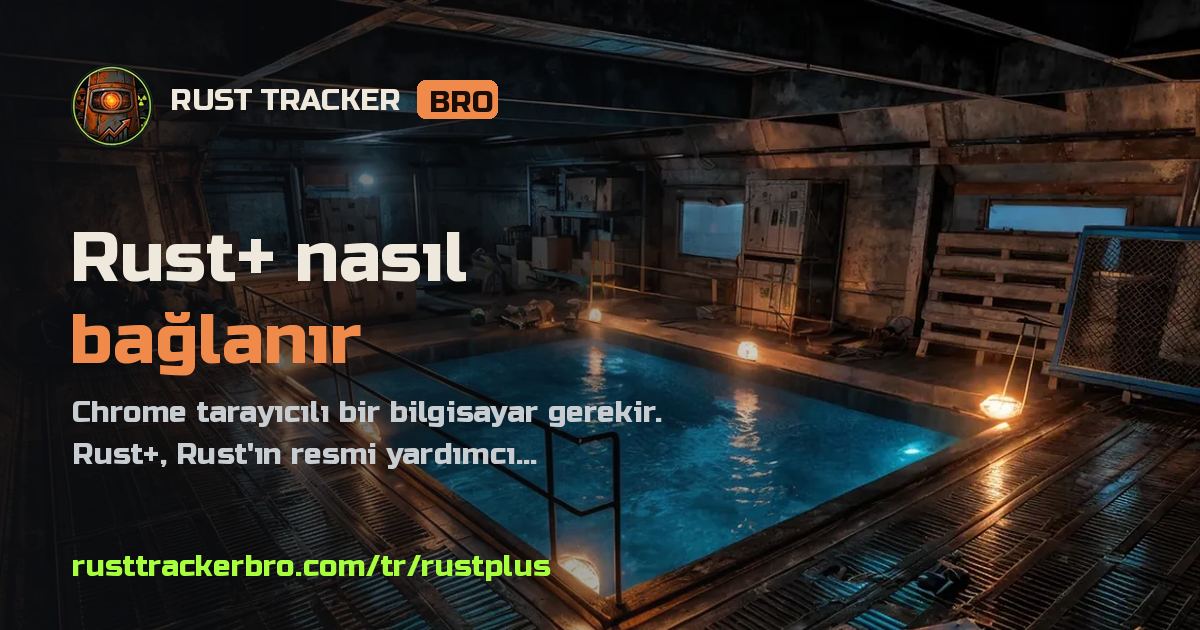 RUST TRACKER BRO
Rust+ nasıl
bağlanır
Chrome tarayıcılı bir bilgisayar gerekir.
Rust+, Rust'ın resmi yardımcı...
rusttrackerbro.com/tr/rustplus